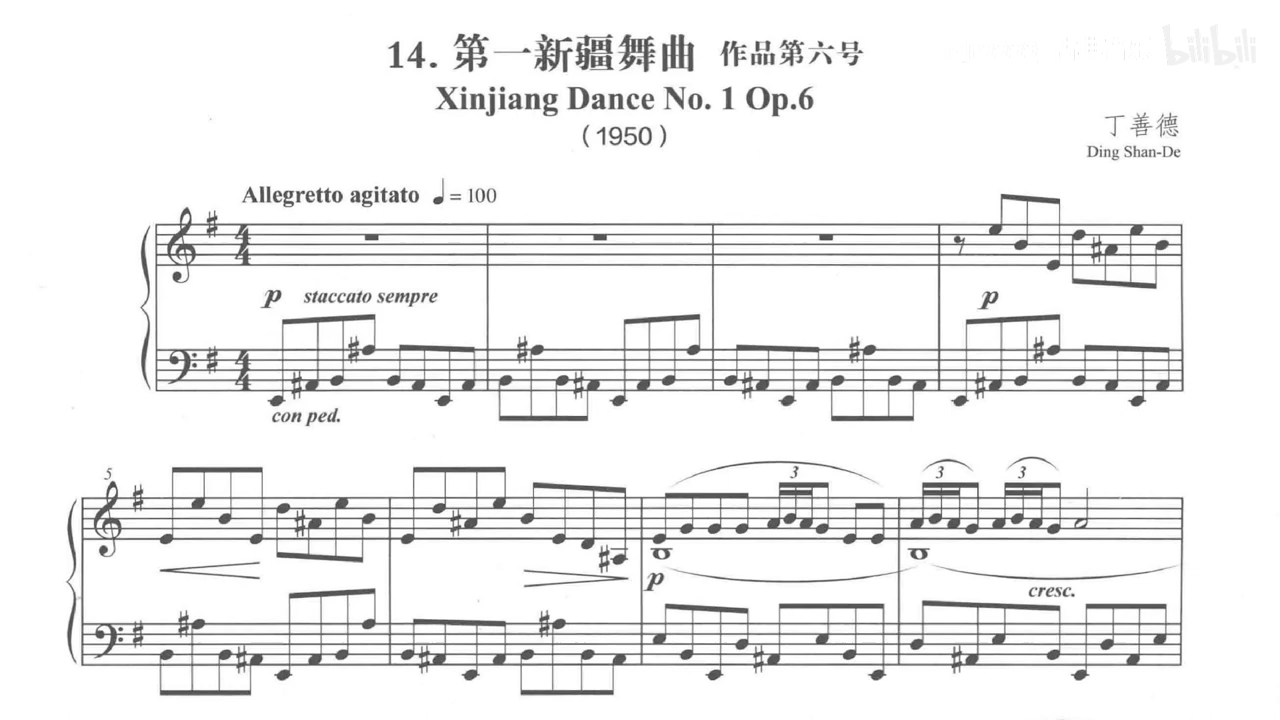 bilibili
14. 第一新疆舞曲 作品第六号
Xinjiang Dance No. 1 Op.6
(1950)
丁善德
Ding Shan-De
Allegretto agitato ♩= 100
p staccato sempre
p
con ped.
5
3
3 3
p
cresc.